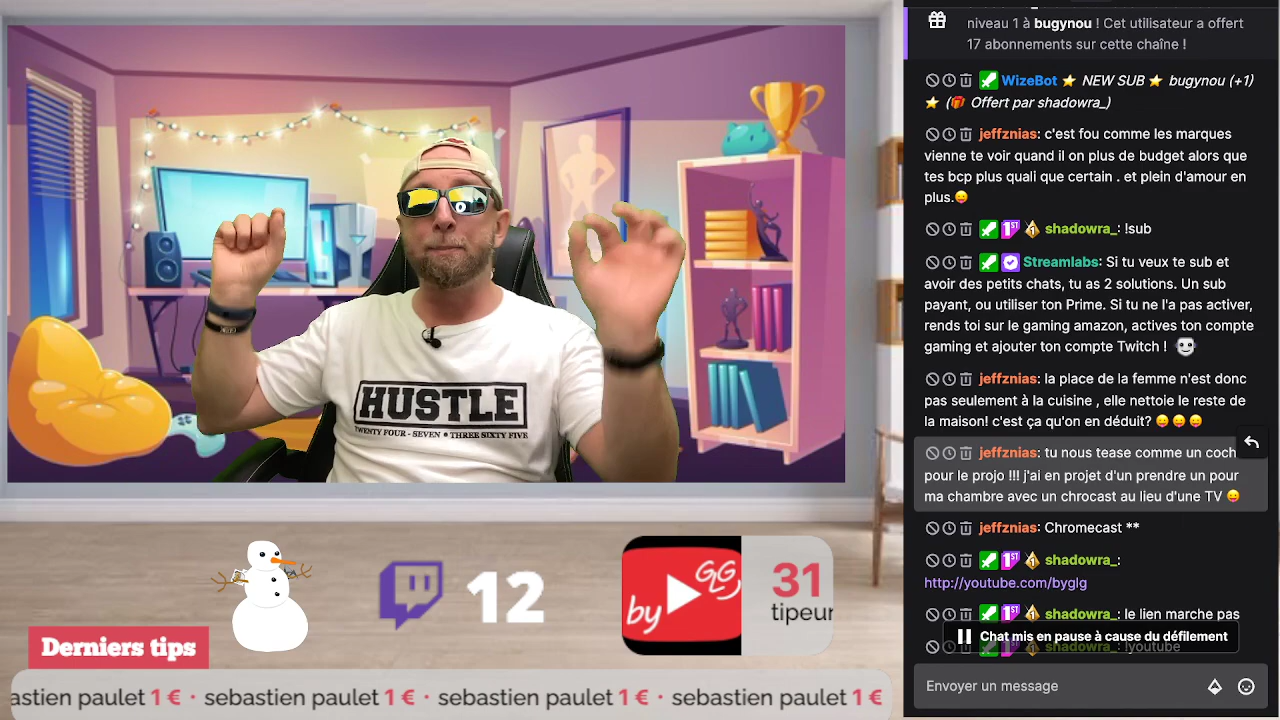 niveau 1 à bugynou ! Cet utilisateur a offert
17 abonnements sur cette chaîne !
WizeBot ⭐ NEW SUB ⭐ bugynou (+1)
⭐ (🎁 Offert par shadowra_)
jeffznias: c'est fou comme les marques
vienne te voir quand il on plus de budget alors que
tes bcp plus quali que certain . et plein d'amour en
plus.😛
1ST shadowra_: !sub
Streamlabs: Si tu veux te sub et
avoir des petits chats, tu as 2 solutions. Un sub
payant, ou utiliser ton Prime. Si tu ne l'a pas activer,
rends toi sur le gaming amazon, actives ton compte
gaming et ajouter ton compte Twitch !
jeffznias: la place de la femme n'est donc
pas seulement à la cuisine , elle nettoie le reste de
la maison! c'est ça qu'on en déduit? 😛 😛 😛
jeffznias: tu nous tease comme un coch
pour le projo !!! j'ai en projet d'un prendre un pour
ma chambre avec un chrocast au lieu d'une TV 😛
jeffznias: Chromecast **
1ST shadowra_:
http://youtube.com/byglg
1ST shadowra_: le lien marche pas
Chat mis en pause à cause du défilement
shadowra_: !youtube
Envoyer un message
HUSTLE
TWENTY FOUR - SEVEN • THREE SIXTY FIVE
12
by GLG
31
tipeur
Derniers tips
astien paulet 1 € · sebastien paulet 1 € · sebastien paulet 1 € · sebastien paulet 1 €